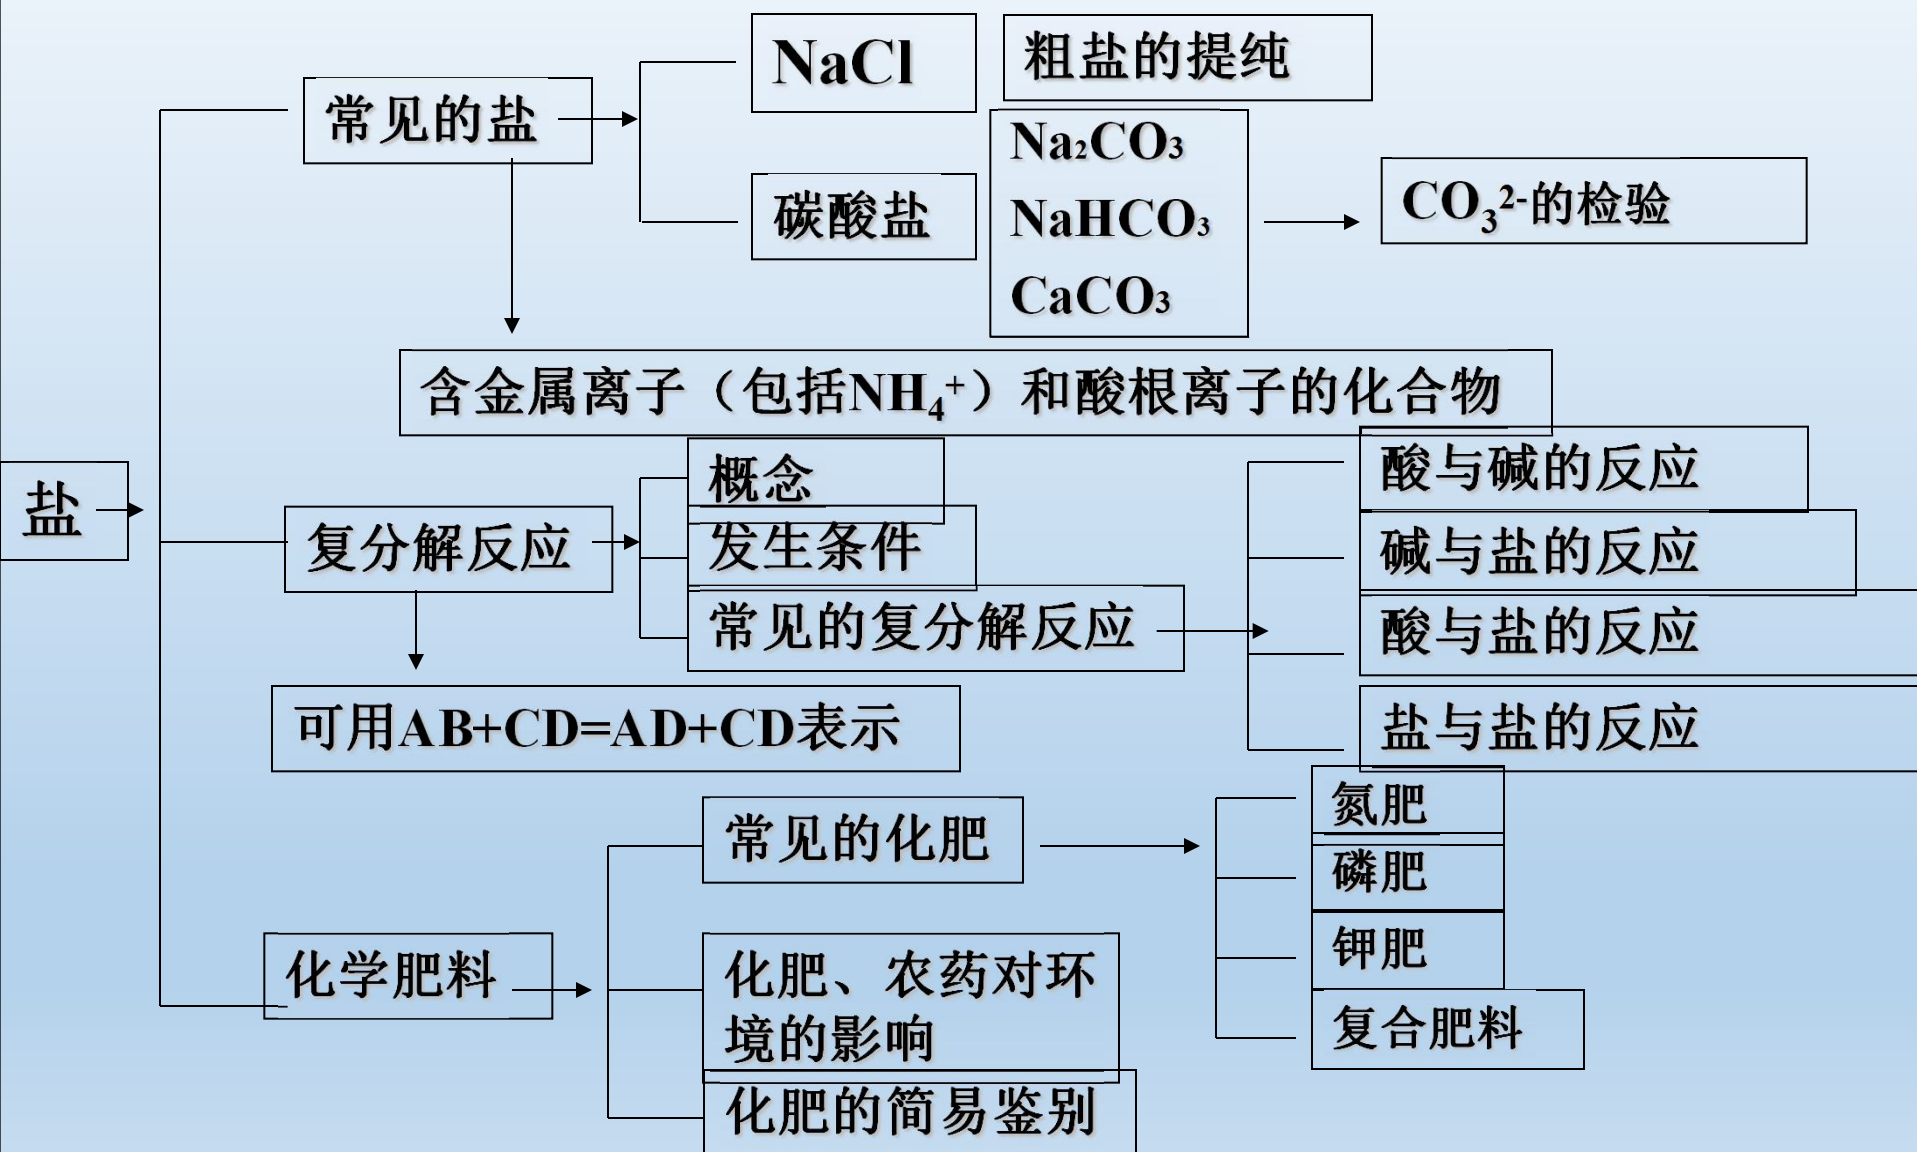 NaCl
粗盐的提纯
常见的盐
Na₂CO₃
碳酸盐
NaHCO₃
CO₃²⁻的检验
CaCO₃
含金属离子（包括NH₄⁺）和酸根离子的化合物
盐
概念
酸与碱的反应
复分解反应
发生条件
碱与盐的反应
常见的复分解反应
酸与盐的反应
可用AB+CD=AD+CD表示
盐与盐的反应
常见的化肥
氮肥
磷肥
钾肥
化学肥料
化肥、农药对环
境的影响
复合肥料
化肥的简易鉴别